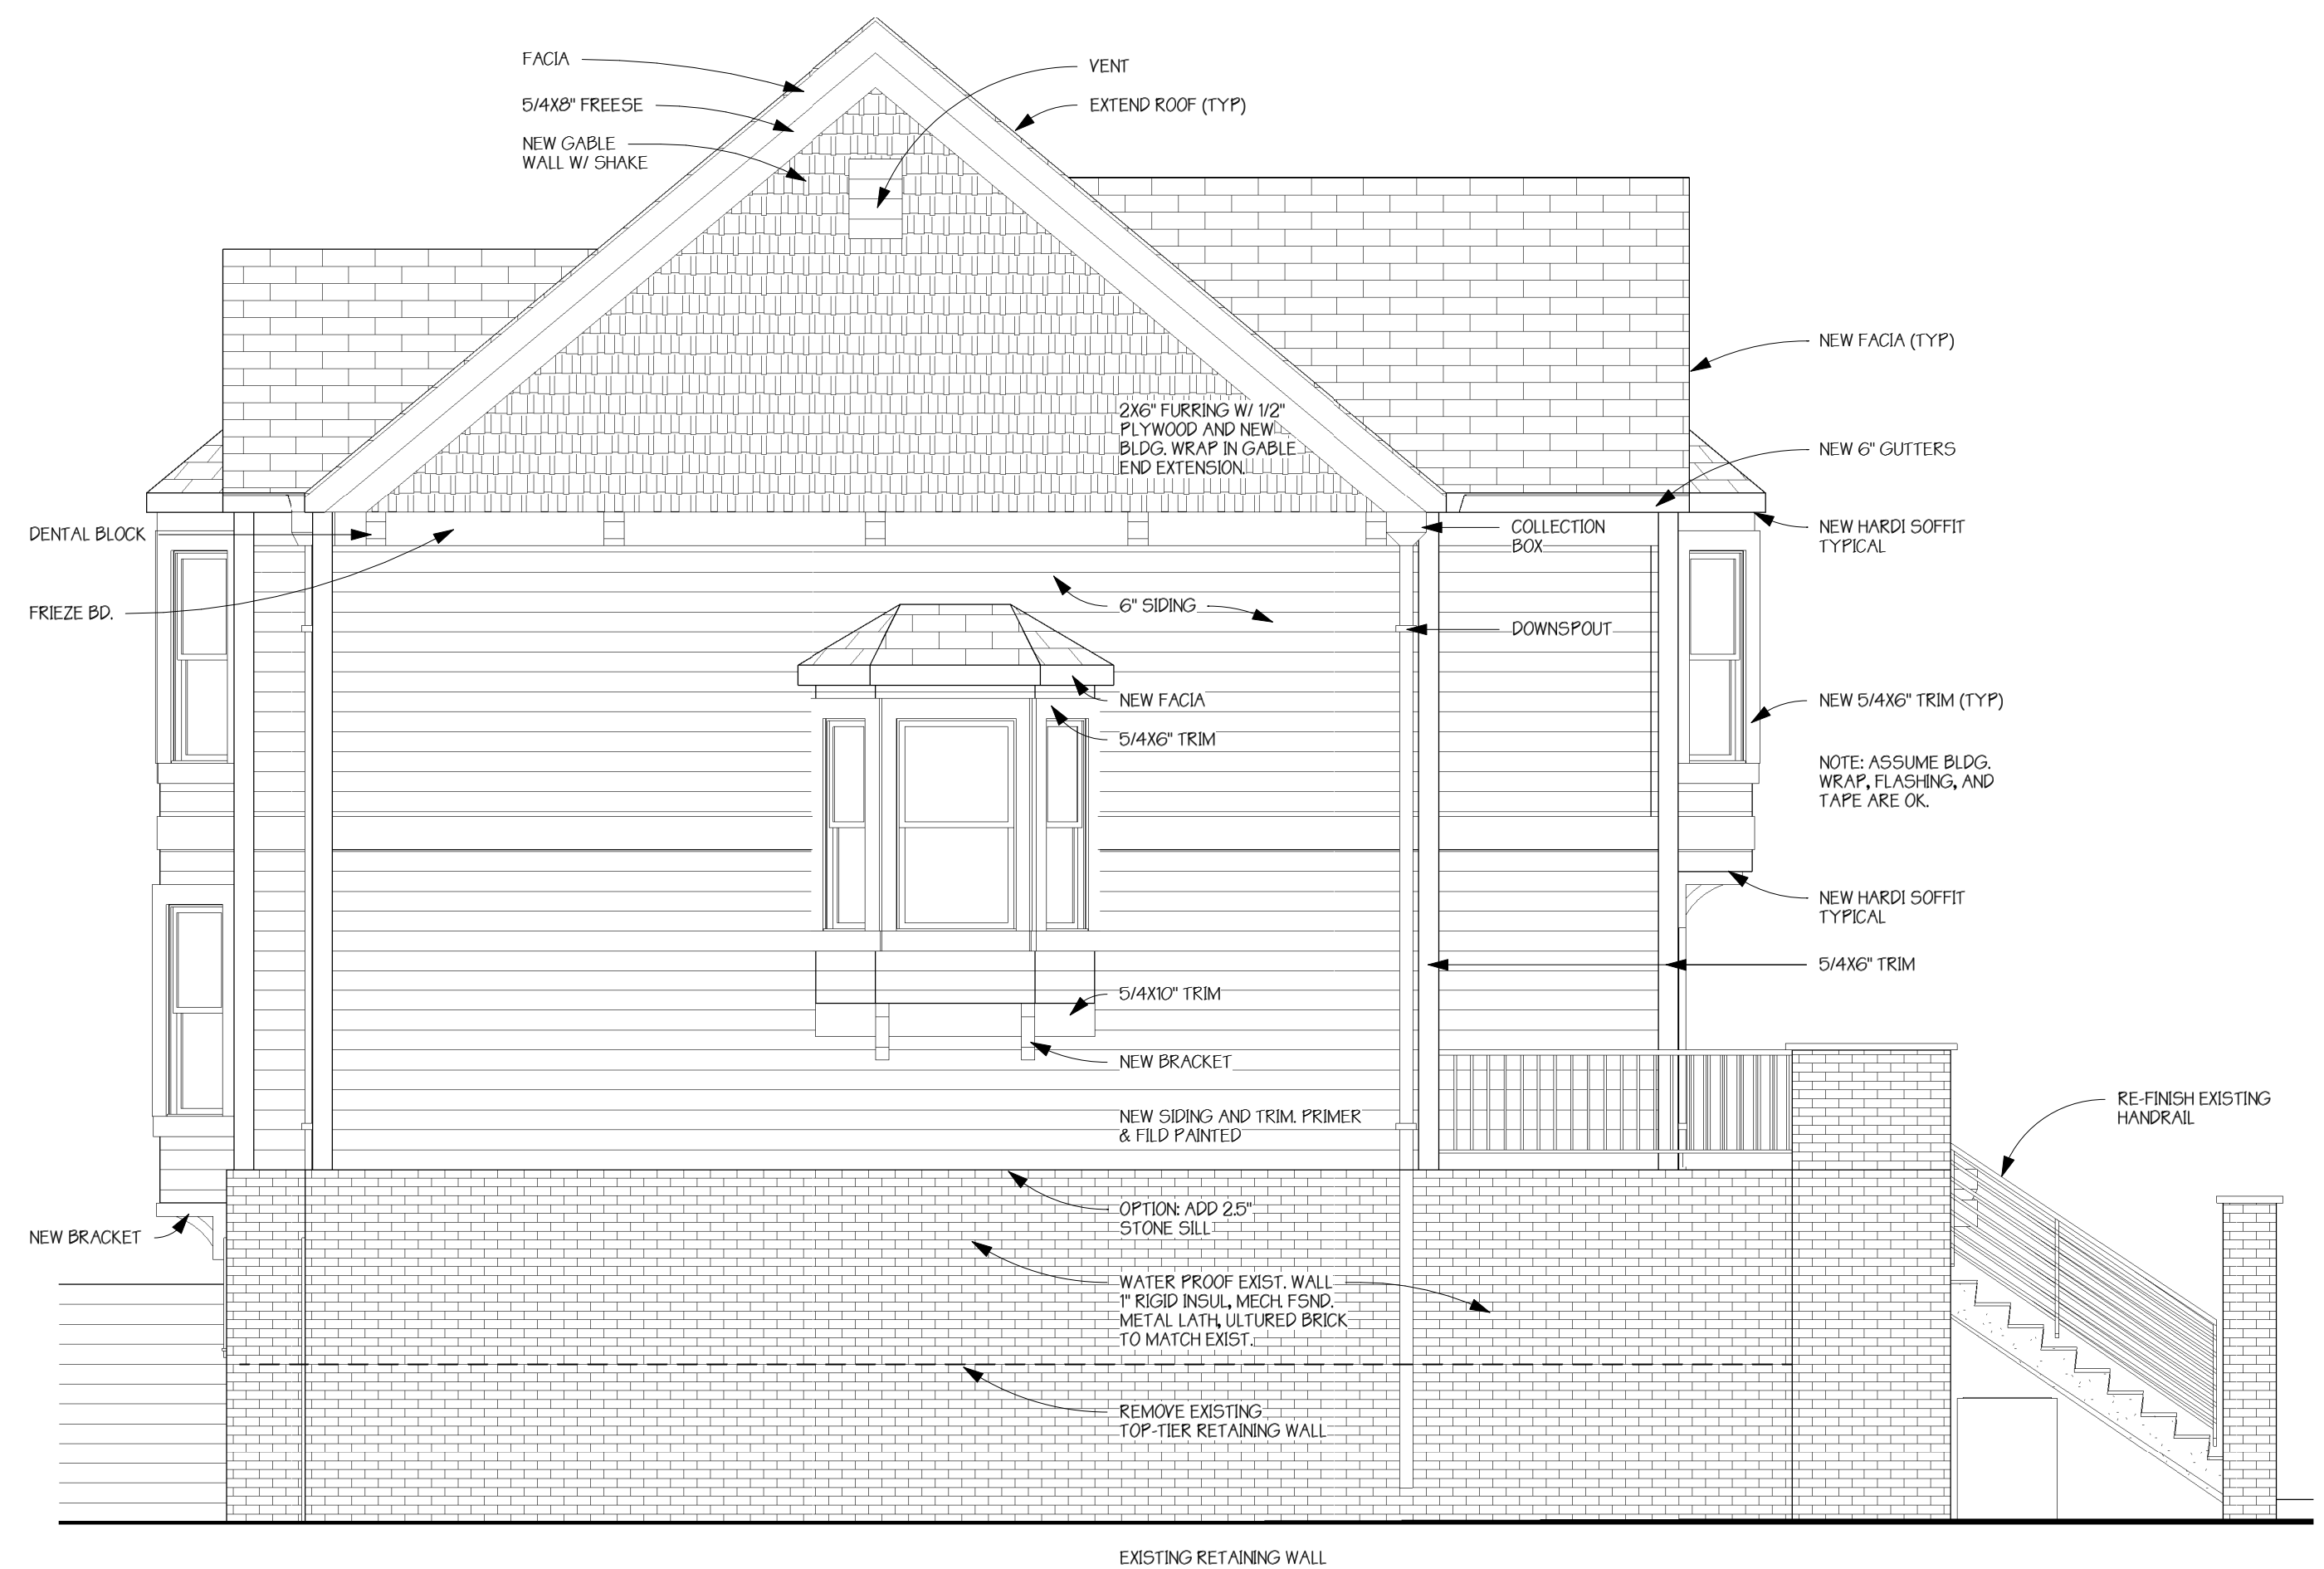 FACIA
5/4X8" FREESE
NEW GABLE
WALL W/ SHAKE
VENT
EXTEND ROOF (TYP)
NEW FACIA (TYP)
2X6" FURRING W/ 1/2"
PLYWOOD AND NEW
BLDG. WRAP IN GABLE
END EXTENSION.
NEW 6" GUTTERS
DENTAL BLOCK
COLLECTION
BOX
NEW HARDI SOFFIT
TYPICAL
FRIEZE BD.
6" SIDING
DOWNSPOUT
NEW FACIA
5/4X6" TRIM
NEW 5/4X6" TRIM (TYP)
NOTE: ASSUME BLDG.
WRAP, FLASHING, AND
TAPE ARE OK.
NEW HARDI SOFFIT
TYPICAL
5/4X6" TRIM
5/4X10" TRIM
NEW BRACKET
NEW SIDING AND TRIM. PRIMER
& FILD PAINTED
RE-FINISH EXISTING
HANDRAIL
OPTION: ADD 2.5"
STONE SILL
NEW BRACKET
WATER PROOF EXIST. WALL
1" RIGID INSUL, MECH. FSND.
METAL LATH, ULTURED BRICK
TO MATCH EXIST.
REMOVE EXISTING
TOP-TIER RETAINING WALL
EXISTING RETAINING WALL